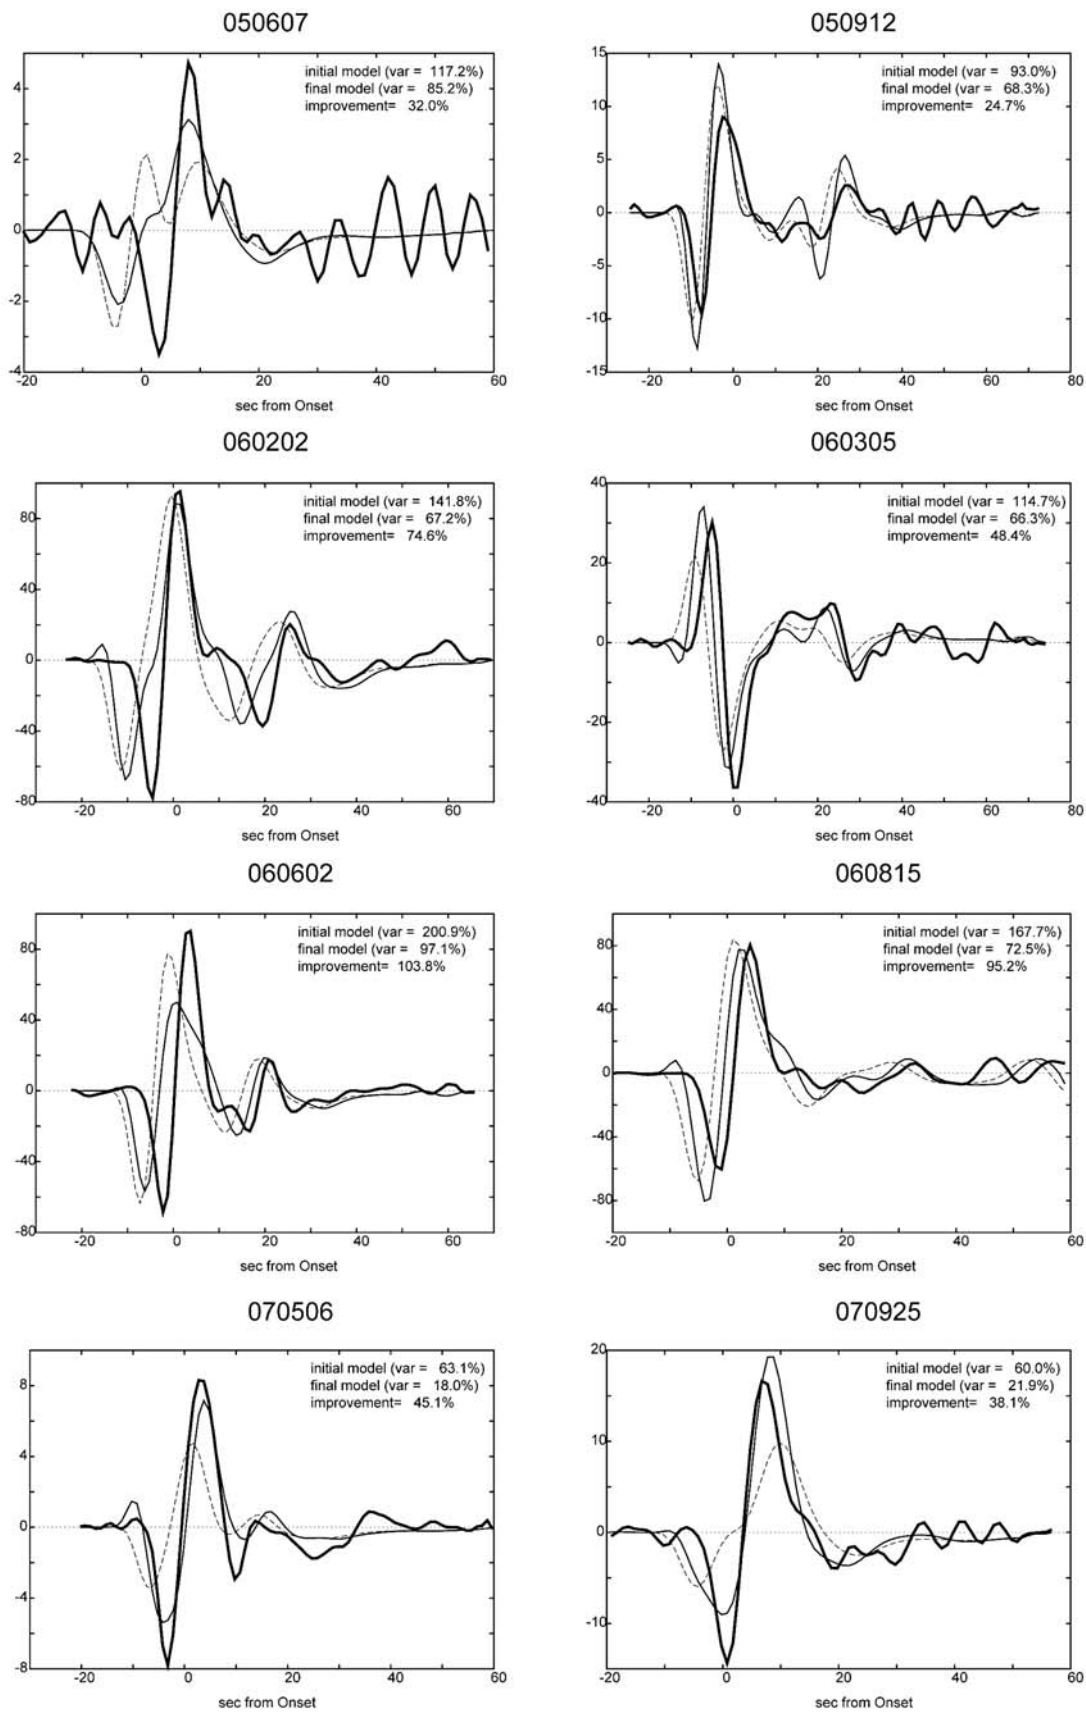 050607
initial model (var = 117.2%)
final model (var = 85.2%)
improvement= 32.0%
4
2
0
-2
-4
-20 0 20 40 60
sec from Onset
050912
initial model (var = 93.0%)
final model (var = 68.3%)
improvement= 24.7%
15
10
5
0
-5
-10
-15
-20 0 20 40 60 80
sec from Onset
060202
initial model (var = 141.8%)
final model (var = 67.2%)
improvement= 74.6%
80
40
0
-40
-80
-20 0 20 40 60
sec from Onset
060305
initial model (var = 114.7%)
final model (var = 66.3%)
improvement= 48.4%
40
20
0
-20
-40
-20 0 20 40 60 80
sec from Onset
060602
initial model (var = 200.9%)
final model (var = 97.1%)
improvement= 103.8%
80
40
0
-40
-80
-20 0 20 40 60
sec from Onset
060815
initial model (var = 167.7%)
final model (var = 72.5%)
improvement= 95.2%
80
40
0
-40
-80
-20 0 20 40 60
sec from Onset
070506
initial model (var = 63.1%)
final model (var = 18.0%)
improvement= 45.1%
8
4
0
-4
-8
-20 0 20 40 60
sec from Onset
070925
initial model (var = 60.0%)
final model (var = 21.9%)
improvement= 38.1%
20
10
0
-10
-20 0 20 40 60
sec from Onset